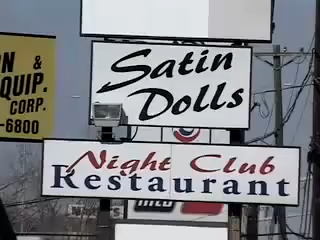 N &
QUIP.
CORP.
-6800
Satin
Dolls
Night Club
Restaurant